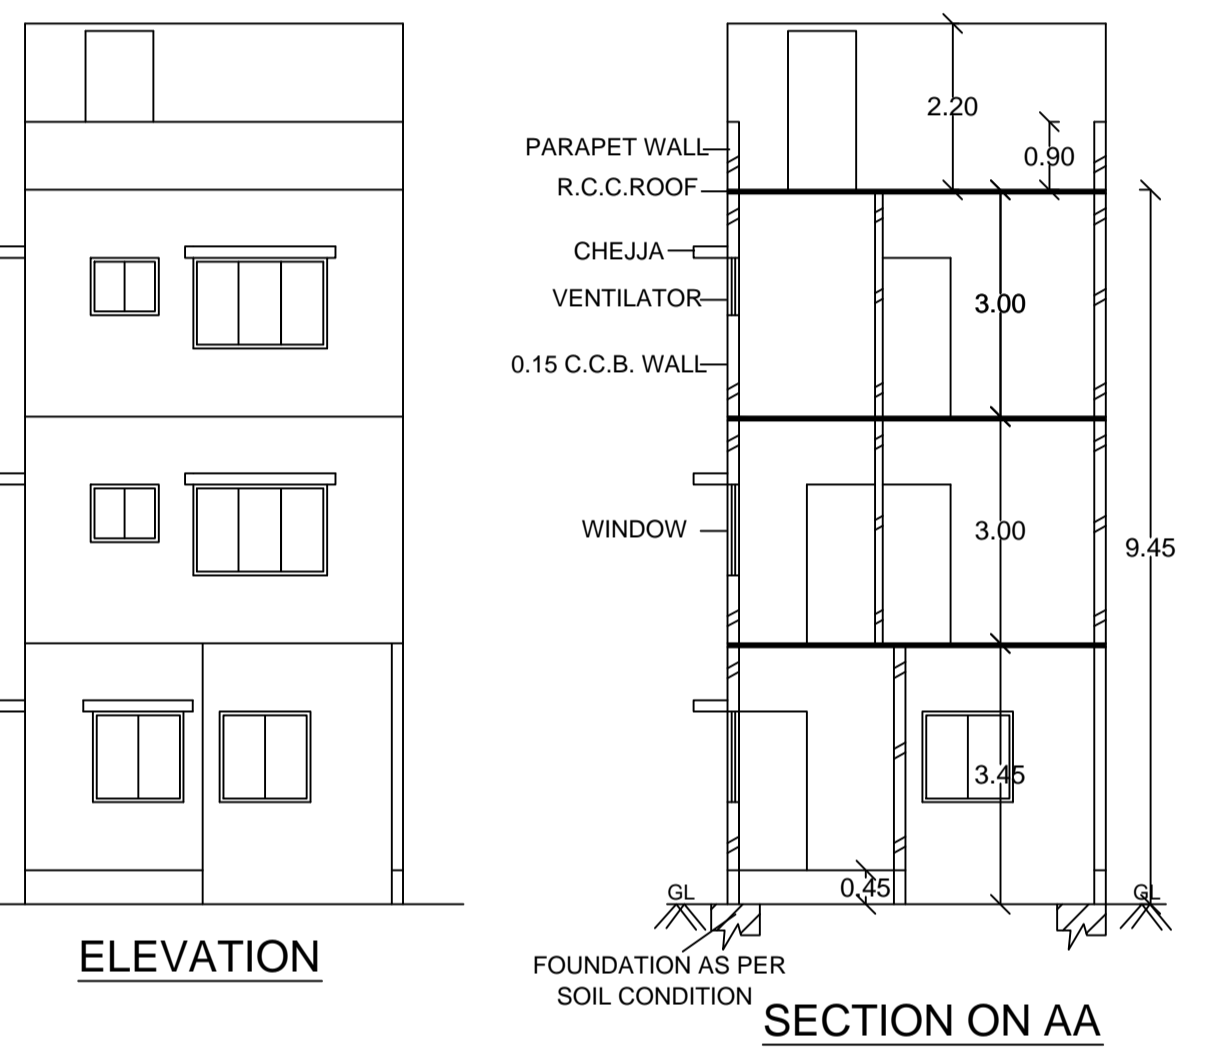 2.20
PARAPET WALL
0.90
R.C.C.ROOF
CHEJJA
VENTILATOR
3.00
0.15 C.C.B. WALL
WINDOW
3.00
9.45
3.45
0.45
GL
GL
ELEVATION
FOUNDATION AS PER
SOIL CONDITION
SECTION ON AA